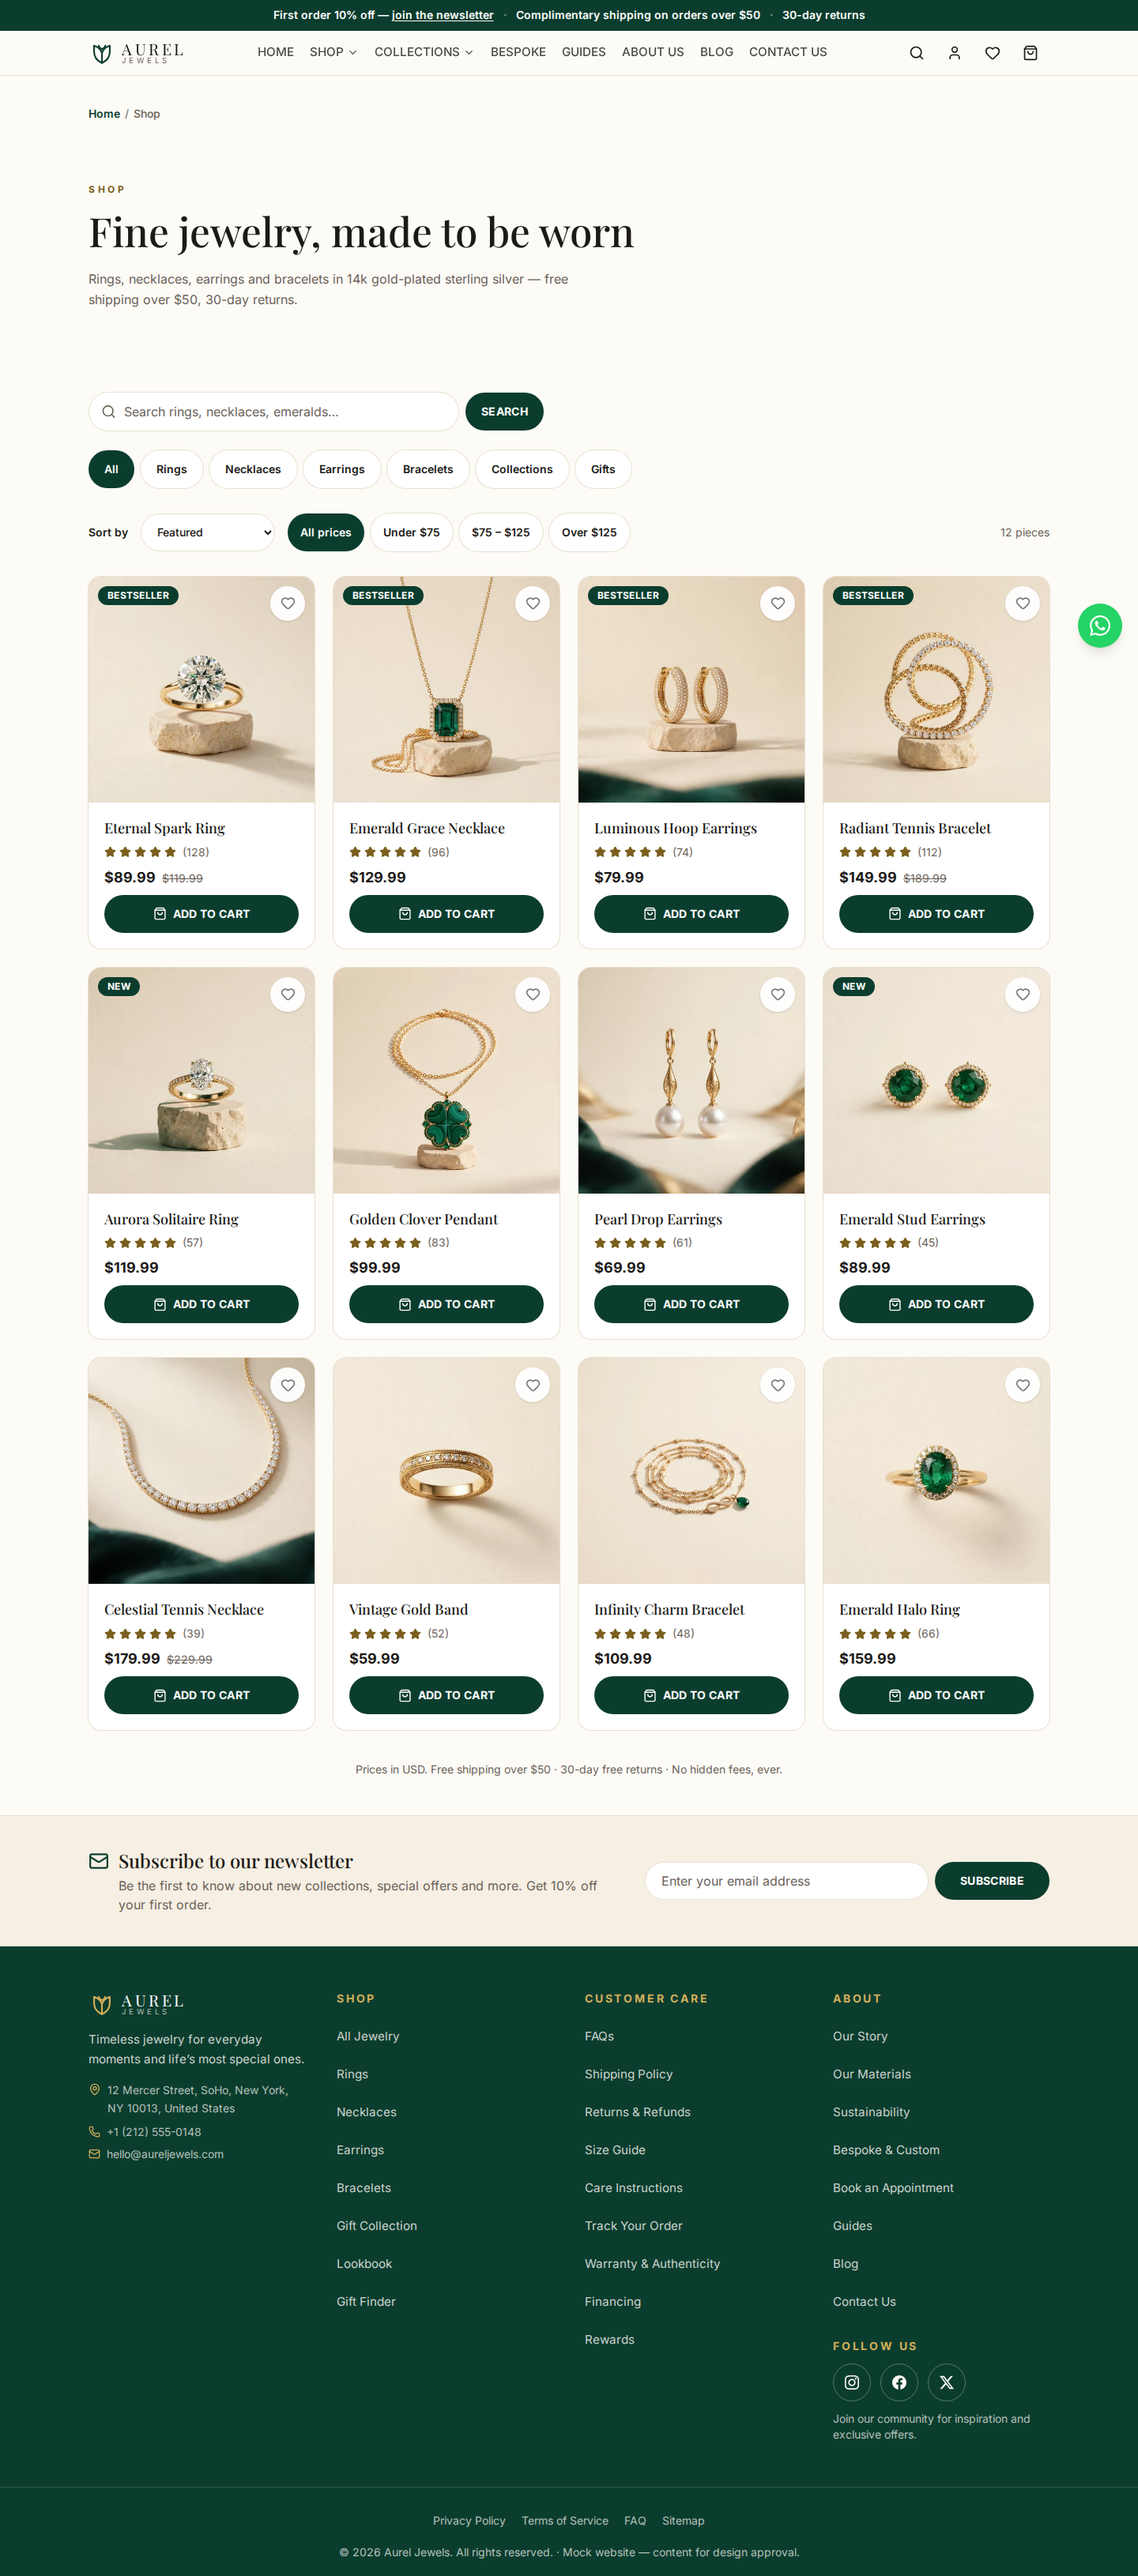 First order 10% off — join the newsletter · Complimentary shipping on orders over $50 · 30-day returns
AUREL
JEWELS
HOME SHOP COLLECTIONS BESPOKE GUIDES ABOUT US BLOG CONTACT US
Home / Shop
SHOP
Fine jewelry, made to be worn
Rings, necklaces, earrings and bracelets in 14k gold-plated sterling silver — free
shipping over $50, 30-day returns.
Search rings, necklaces, emeralds...
SEARCH
All Rings Necklaces Earrings Bracelets Collections Gifts
Sort by Featured All prices Under $75 $75 – $125 Over $125 12 pieces
BESTSELLER BESTSELLER BESTSELLER BESTSELLER
Eternal Spark Ring Emerald Grace Necklace Luminous Hoop Earrings Radiant Tennis Bracelet
(128) (96) (74) (112)
$89.99 $119.99 $129.99 $79.99 $149.99 $189.99
ADD TO CART ADD TO CART ADD TO CART ADD TO CART
NEW NEW
Aurora Solitaire Ring Golden Clover Pendant Pearl Drop Earrings Emerald Stud Earrings
(57) (83) (61) (45)
$119.99 $99.99 $69.99 $89.99
ADD TO CART ADD TO CART ADD TO CART ADD TO CART
Celestial Tennis Necklace Vintage Gold Band Infinity Charm Bracelet Emerald Halo Ring
(39) (52) (48) (66)
$179.99 $229.99 $59.99 $109.99 $159.99
ADD TO CART ADD TO CART ADD TO CART ADD TO CART
Prices in USD. Free shipping over $50 · 30-day free returns · No hidden fees, ever.
Subscribe to our newsletter
Be the first to know about new collections, special offers and more. Get 10% off
your first order.
Enter your email address
SUBSCRIBE
AUREL
JEWELS
Timeless jewelry for everyday
moments and life's most special ones.
12 Mercer Street, SoHo, New York,
NY 10013, United States
+1 (212) 555-0148
hello@aureljewels.com
SHOP
All Jewelry
Rings
Necklaces
Earrings
Bracelets
Gift Collection
Lookbook
Gift Finder
CUSTOMER CARE
FAQs
Shipping Policy
Returns & Refunds
Size Guide
Care Instructions
Track Your Order
Warranty & Authenticity
Financing
Rewards
ABOUT
Our Story
Our Materials
Sustainability
Bespoke & Custom
Book an Appointment
Guides
Blog
Contact Us
FOLLOW US
Join our community for inspiration and
exclusive offers.
Privacy Policy Terms of Service FAQ Sitemap
© 2026 Aurel Jewels. All rights reserved. · Mock website — content for design approval.